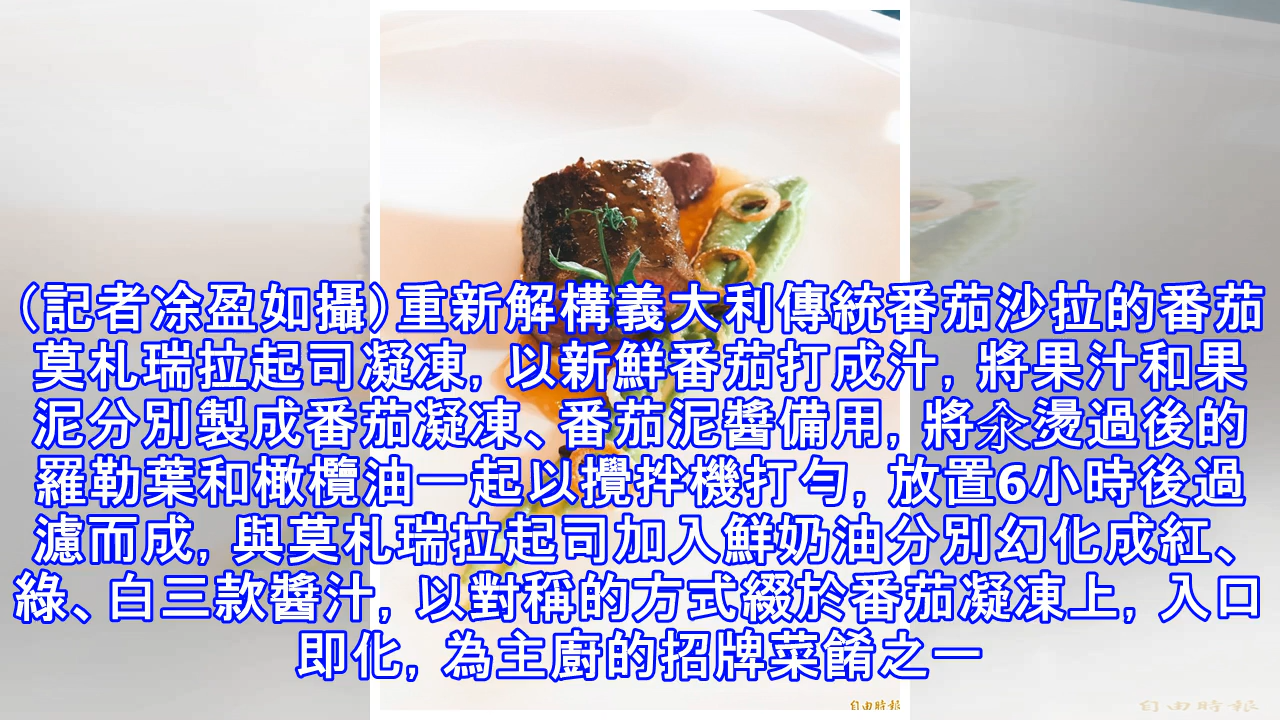 (記者凃盈如攝)重新解構義大利傳統番茄沙拉的番茄
莫札瑞拉起司凝凍, 以新鮮番茄打成汁, 將果汁和果
泥分別製成番茄凝凍、番茄泥醬備用, 將汆燙過後的
羅勒葉和橄欖油一起以攪拌機打勻, 放置6小時後過
濾而成, 與莫札瑞拉起司加入鮮奶油分別幻化成紅、
綠、白三款醬汁, 以對稱的方式綴於番茄凝凍上, 入口
即化, 為主廚的招牌菜餚之一
自由時報
自由時報